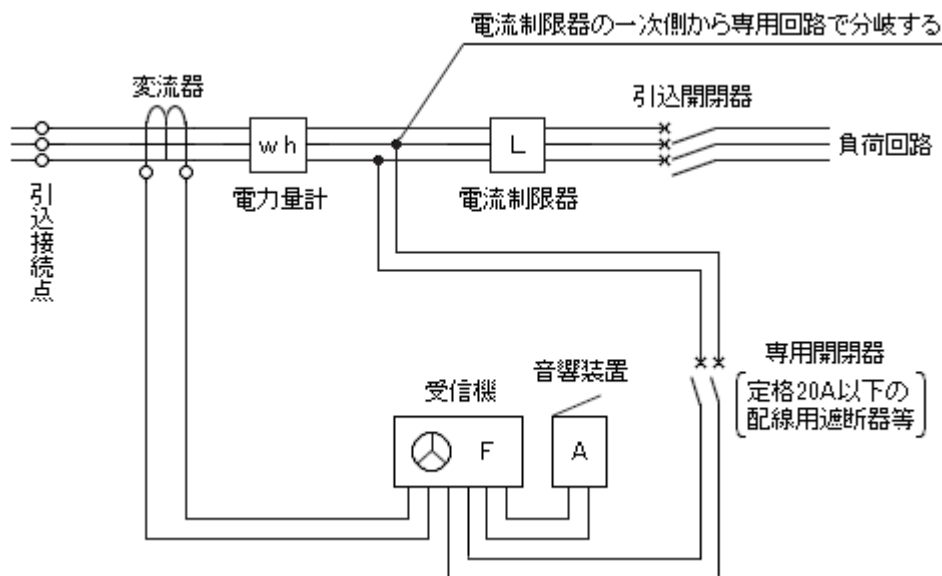 電流制限器の一次側から専用回路で分岐する
変流器
引込開閉器
wh
L
負荷回路
電力量計
電流制限器
引込接続点
専用開閉器
音響装置
定格20A以下の
受信機
配線用遮断器等
F
A